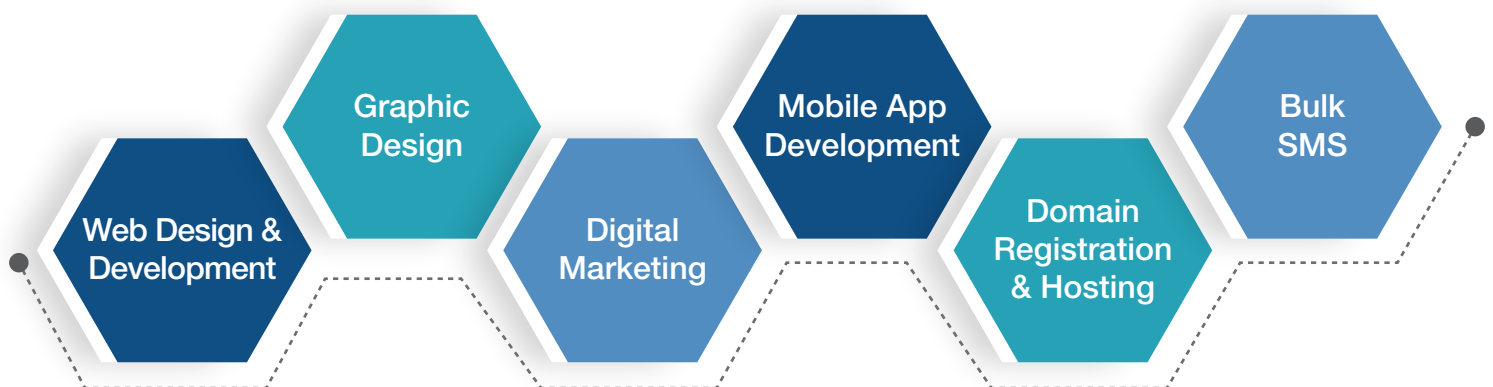 Web Design &
Development
Graphic
Design
Digital
Marketing
Mobile App
Development
Domain
Registration
& Hosting
Bulk
SMS